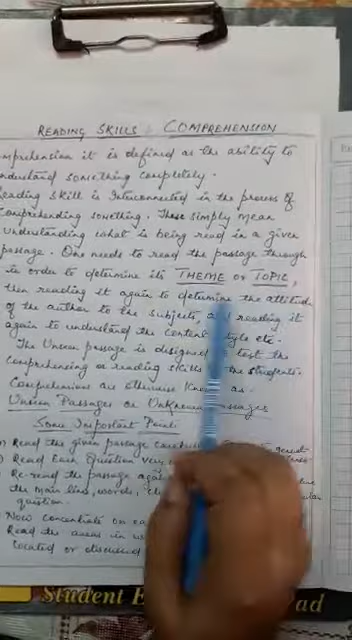 READING SKILLS : COMPREHENSION
mprehension it is defined as the ability to
nderstand something completely.
eading skill is Interconnected in the process of
comprehending something. These simply mean
understanding what is being read in a given
passage. One needs to read the passage through
in order to determine its THEME or TOPIC,
then reading it again to determine the attitude
of the author to the subjects and reading it
again to understand the content style etc.
The Unseen passage is designed to test the
Comprehending or reading skills of the students.
Comprehensions are otherwise known as
Unseen Passages or Unknown Passages
Some Important Points
Read the given passage
Read Each Question very
Re-read the passage again
the main line, words,
question.
Now concentrate on
Read the areas in
located or discussed
Student ad